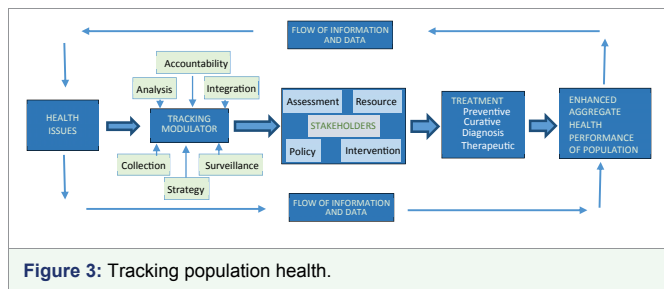 FLOW OF INFORMATION
AND DATA
Accountability
Analysis
Integration
HEALTH
ISSUES
TRACKING
MODULATOR
Collection
Surveillance
Strategy
Assessment
Resource
STAKEHOLDERS
Policy
Intervention
TREATMENT
Preventive
Curative
Diagnosis
Therapeutic
ENHANCED
AGGREGATE
HEALTH
PERFORMANCE
OF POPULATION
FLOW OF INFORMATION
AND DATA
Figure 3: Tracking population health.